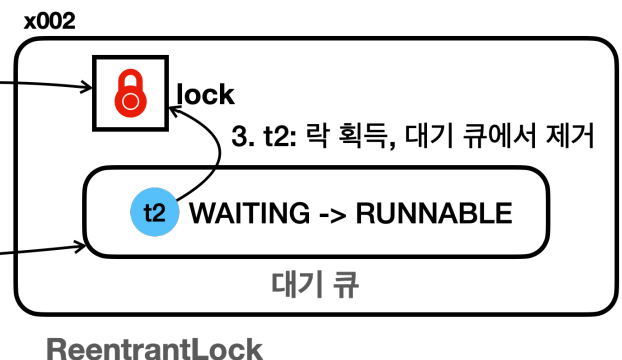 x002
lock
3. t2: 락 획득, 대기 큐에서 제거
t2 WAITING -> RUNNABLE
대기 큐
ReentrantLock